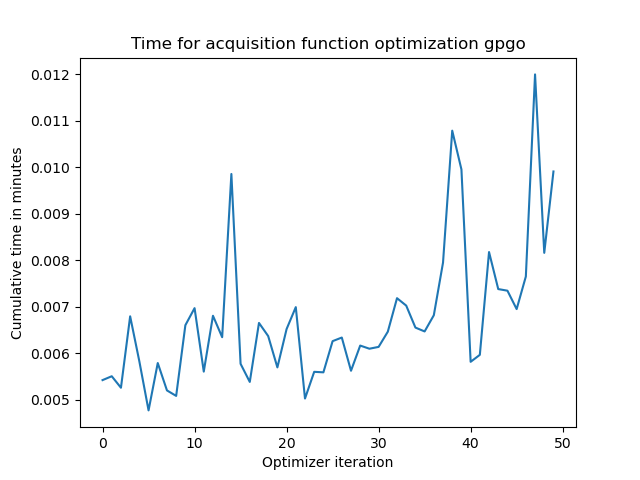 Time for acquisition function optimization gpgo
0.012
0.011
0.010
0.009
0.008
0.007
0.006
0.005
Cumulative time in minutes
0 10 20 30 40 50
Optimizer iteration